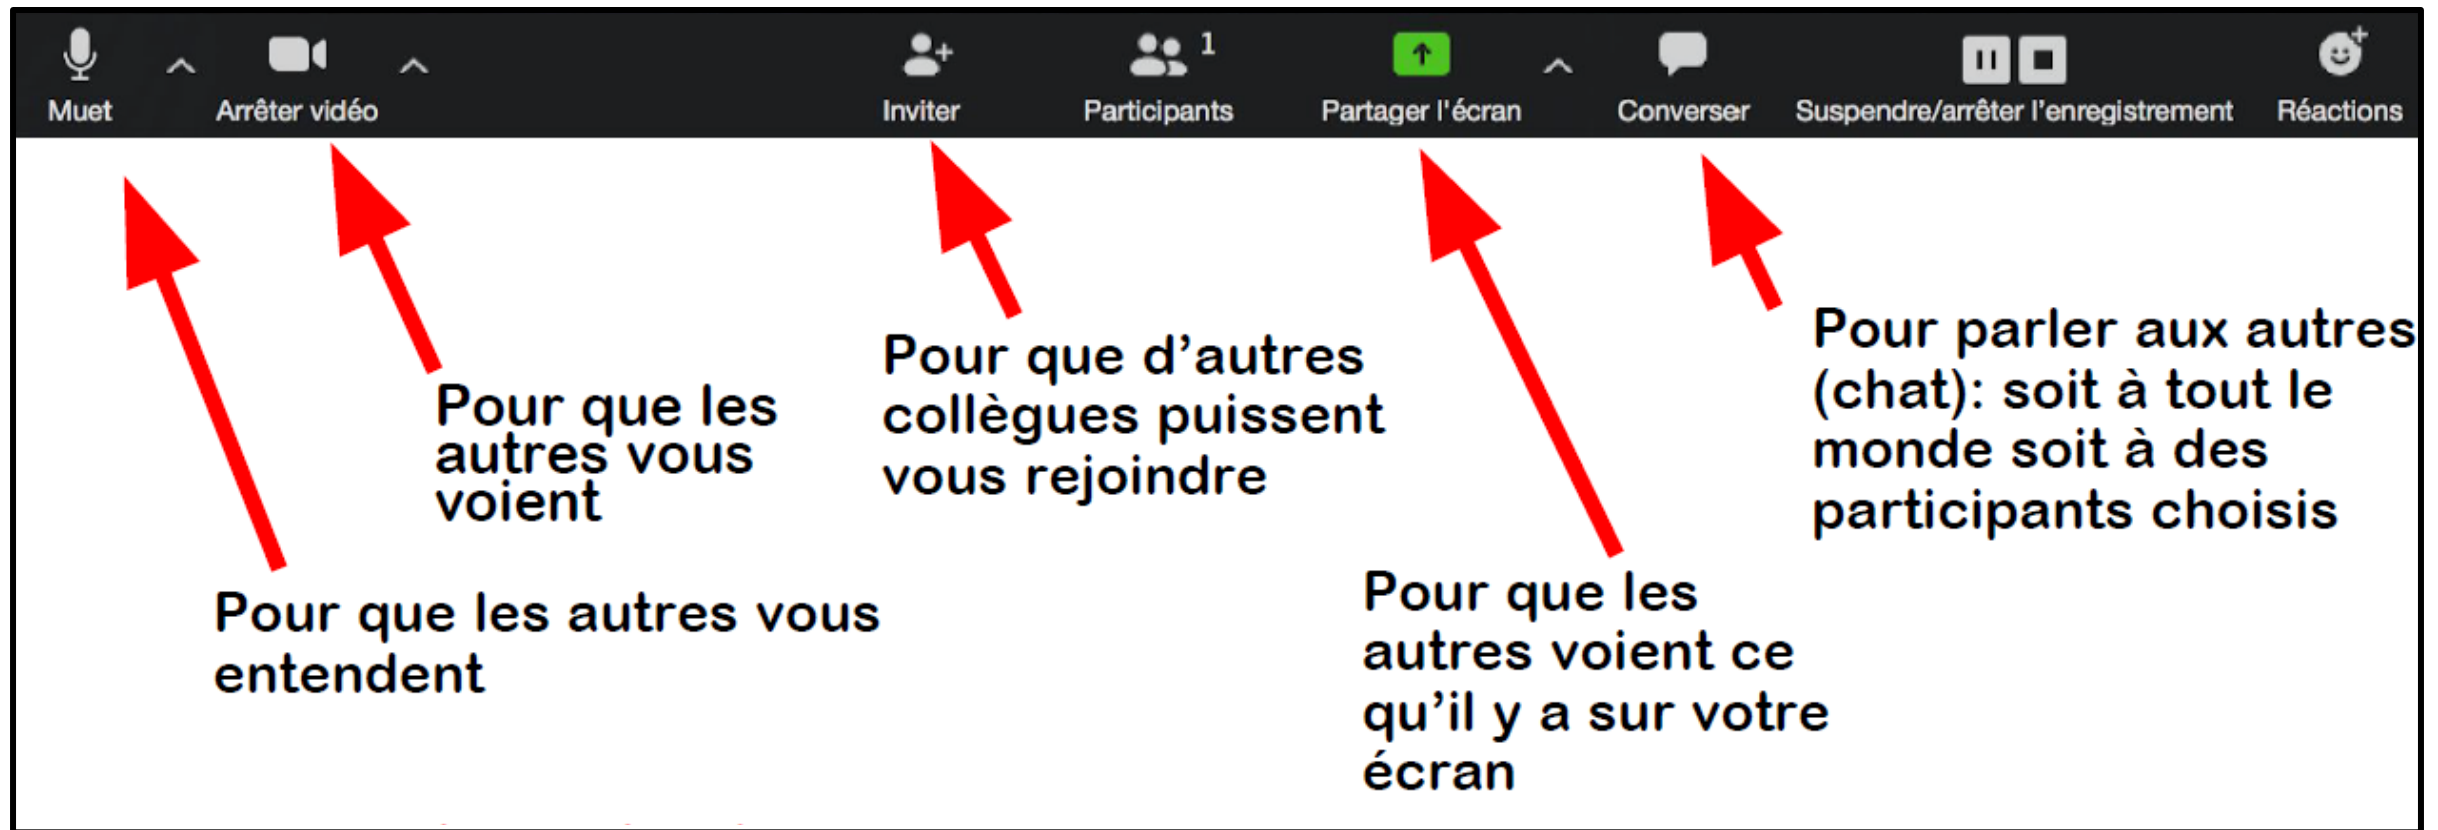 Muet
Arrêter vidéo
Inviter
Participants
1
Partager l'écran
Converser
Suspendre/arrêter l'enregistrement
Réactions
Pour que les
autres vous
voient
Pour que les autres vous
entendent
Pour que d’autres
collègues puissent
vous rejoindre
Pour que les
autres voient ce
qu’il y a sur votre
écran
Pour parler aux autres
(chat): soit à tout le
monde soit à des
participants choisis